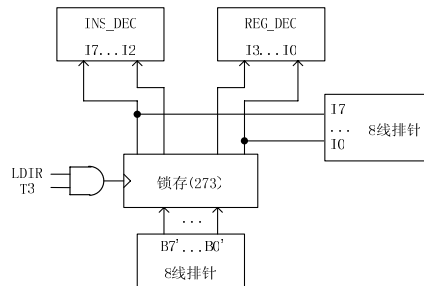 INS_DEC
I7...I2
REG_DEC
I3...I0
I7
...
I0
8线排针
LDIR
T3
锁存(273)
...
B7'...B0'
8线排针